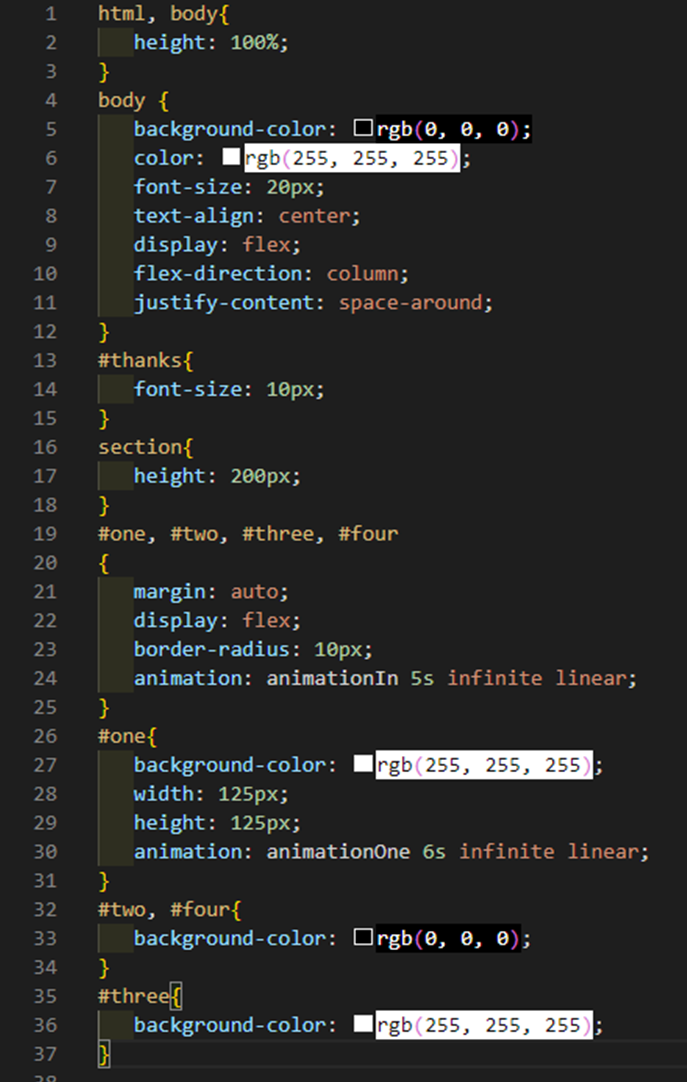 1 html, body{
2 height: 100%;
3 }
4 body {
5 background-color: rgb(0, 0, 0);
6 color: rgb(255, 255, 255);
7 font-size: 20px;
8 text-align: center;
9 display: flex;
10 flex-direction: column;
11 justify-content: space-around;
12 }
13 #thanks{
14 font-size: 10px;
15 }
16 section{
17 height: 200px;
18 }
19 #one, #two, #three, #four
20 {
21 margin: auto;
22 display: flex;
23 border-radius: 10px;
24 animation: animationIn 5s infinite linear;
25 }
26 #one{
27 background-color: rgb(255, 255, 255);
28 width: 125px;
29 height: 125px;
30 animation: animationOne 6s infinite linear;
31 }
32 #two, #four{
33 background-color: rgb(0, 0, 0);
34 }
35 #three{
36 background-color: rgb(255, 255, 255);
37 }
38